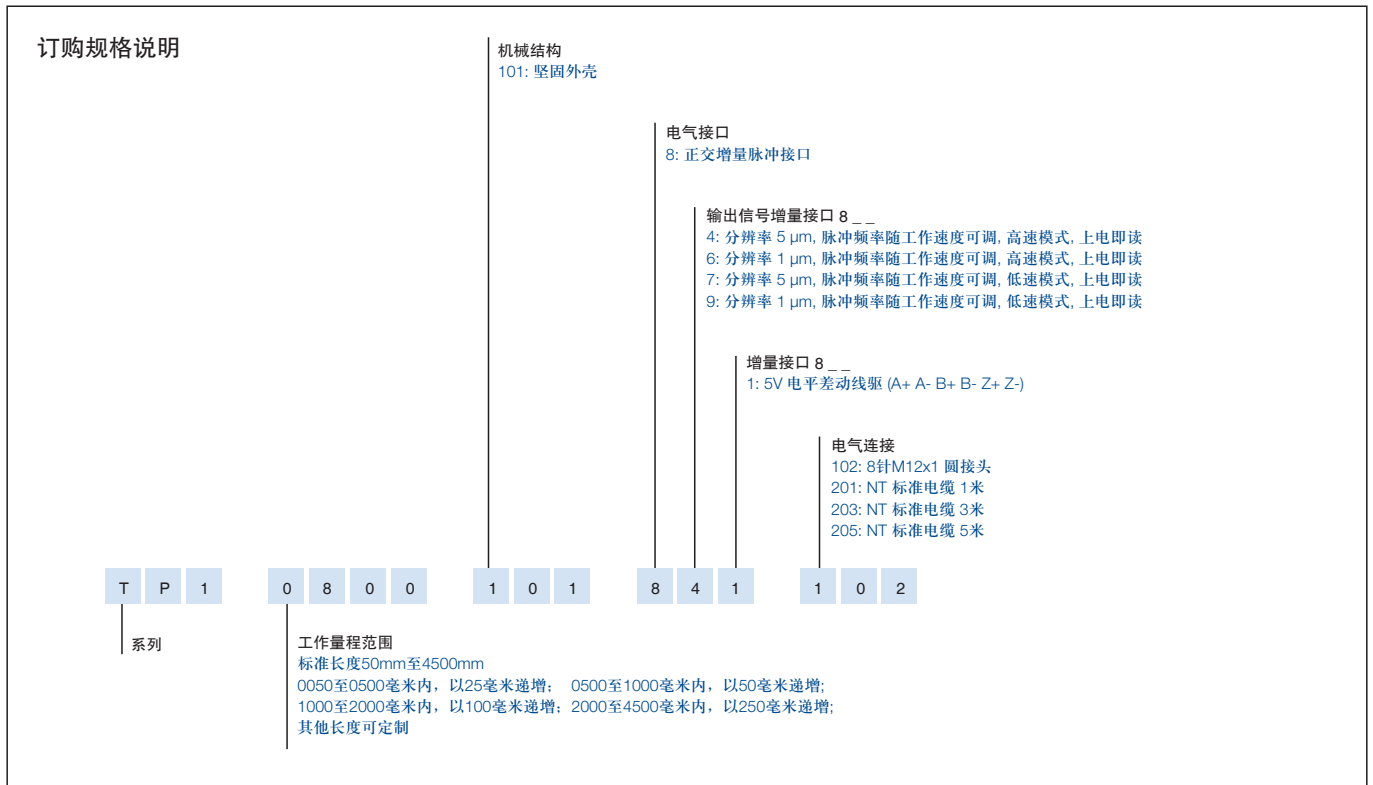 订购规格说明
机械结构
101: 坚固外壳
电气接口
8: 正交增量脉冲接口
输出信号增量接口 8 _ _
4: 分辨率 5 µm, 脉冲频率随工作速度可调, 高速模式, 上电即读
6: 分辨率 1 µm, 脉冲频率随工作速度可调, 高速模式, 上电即读
7: 分辨率 5 µm, 脉冲频率随工作速度可调, 低速模式, 上电即读
9: 分辨率 1 µm, 脉冲频率随工作速度可调, 低速模式, 上电即读
增量接口 8 _ _
1: 5V 电平差动线驱 (A+ A- B+ B- Z+ Z-)
电气连接
102: 8针M12x1 圆接头
201: NT 标准电缆 1米
203: NT 标准电缆 3米
205: NT 标准电缆 5米
T P 1 0 8 0 0 1 0 1 8 4 1 1 0 2
系列
工作量程范围
标准长度50mm至4500mm
0050至0500毫米内，以25毫米递增； 0500至1000毫米内，以50毫米递增;
1000至2000毫米内，以100毫米递增；2000至4500毫米内，以250毫米递增;
其他长度可定制